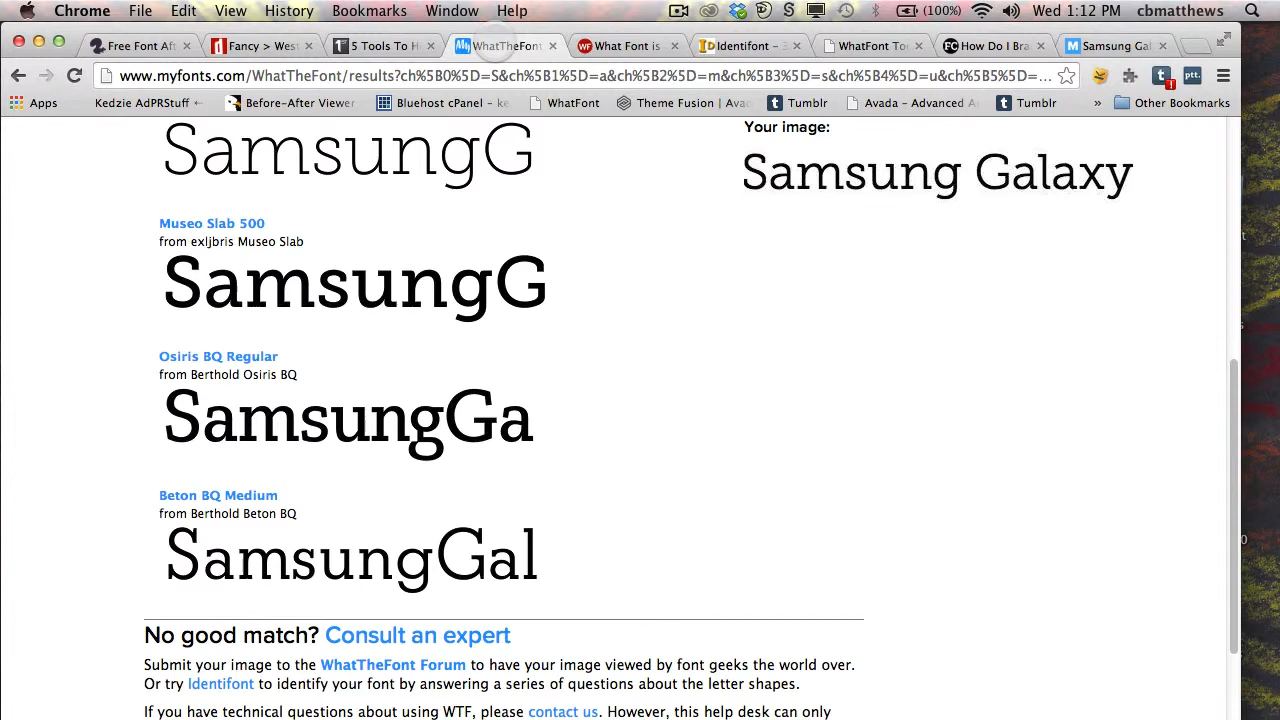 Chrome File Edit View History Bookmarks Window Help (100%) Wed 1:12 PM cbmatthews
Free Font Af Fancy > West 5 Tools To H WhatTheFont What Font is Identifont - WhatFont How Do I Bra Samsung Gal
www.myfonts.com/WhatTheFont/results?ch%5B0%5D=S&ch%5B1%5D=a&ch%5B2%5D=m&ch%5B3%5D=s&ch%5B4%5D=u&ch%5B5%5D=... ptt.
Apps Kedzie AdPRStuff Before-After Viewer Bluehost cPanel - ke WhatFont Theme Fusion | Ava Tumblr Avada - Advanced A Tumblr » Other Bookmarks
SamsungG
Your image:
Samsung Galaxy
Museo Slab 500
from exljbris Museo Slab
SamsungG
Osiris BQ Regular
from Berthold Osiris BQ
SamsungGa
Beton BQ Medium
from Berthold Beton BQ
SamsungGal
No good match? Consult an expert
Submit your image to the WhatTheFont Forum to have your image viewed by font geeks the world over.
Or try Identifont to identify your font by answering a series of questions about the letter shapes.
If you have technical questions about using WTF, please contact us. However, this help desk can only